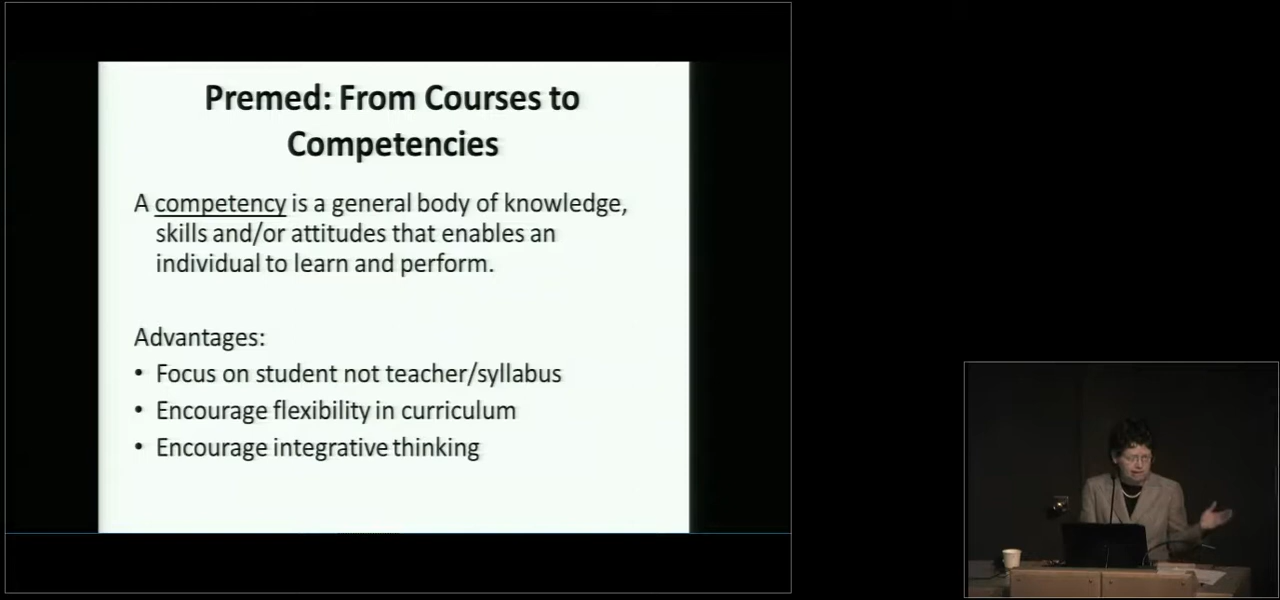 Premed: From Courses to
Competencies
A competency is a general body of knowledge,
skills and/or attitudes that enables an
individual to learn and perform.
Advantages:
• Focus on student not teacher/syllabus
• Encourage flexibility in curriculum
• Encourage integrative thinking